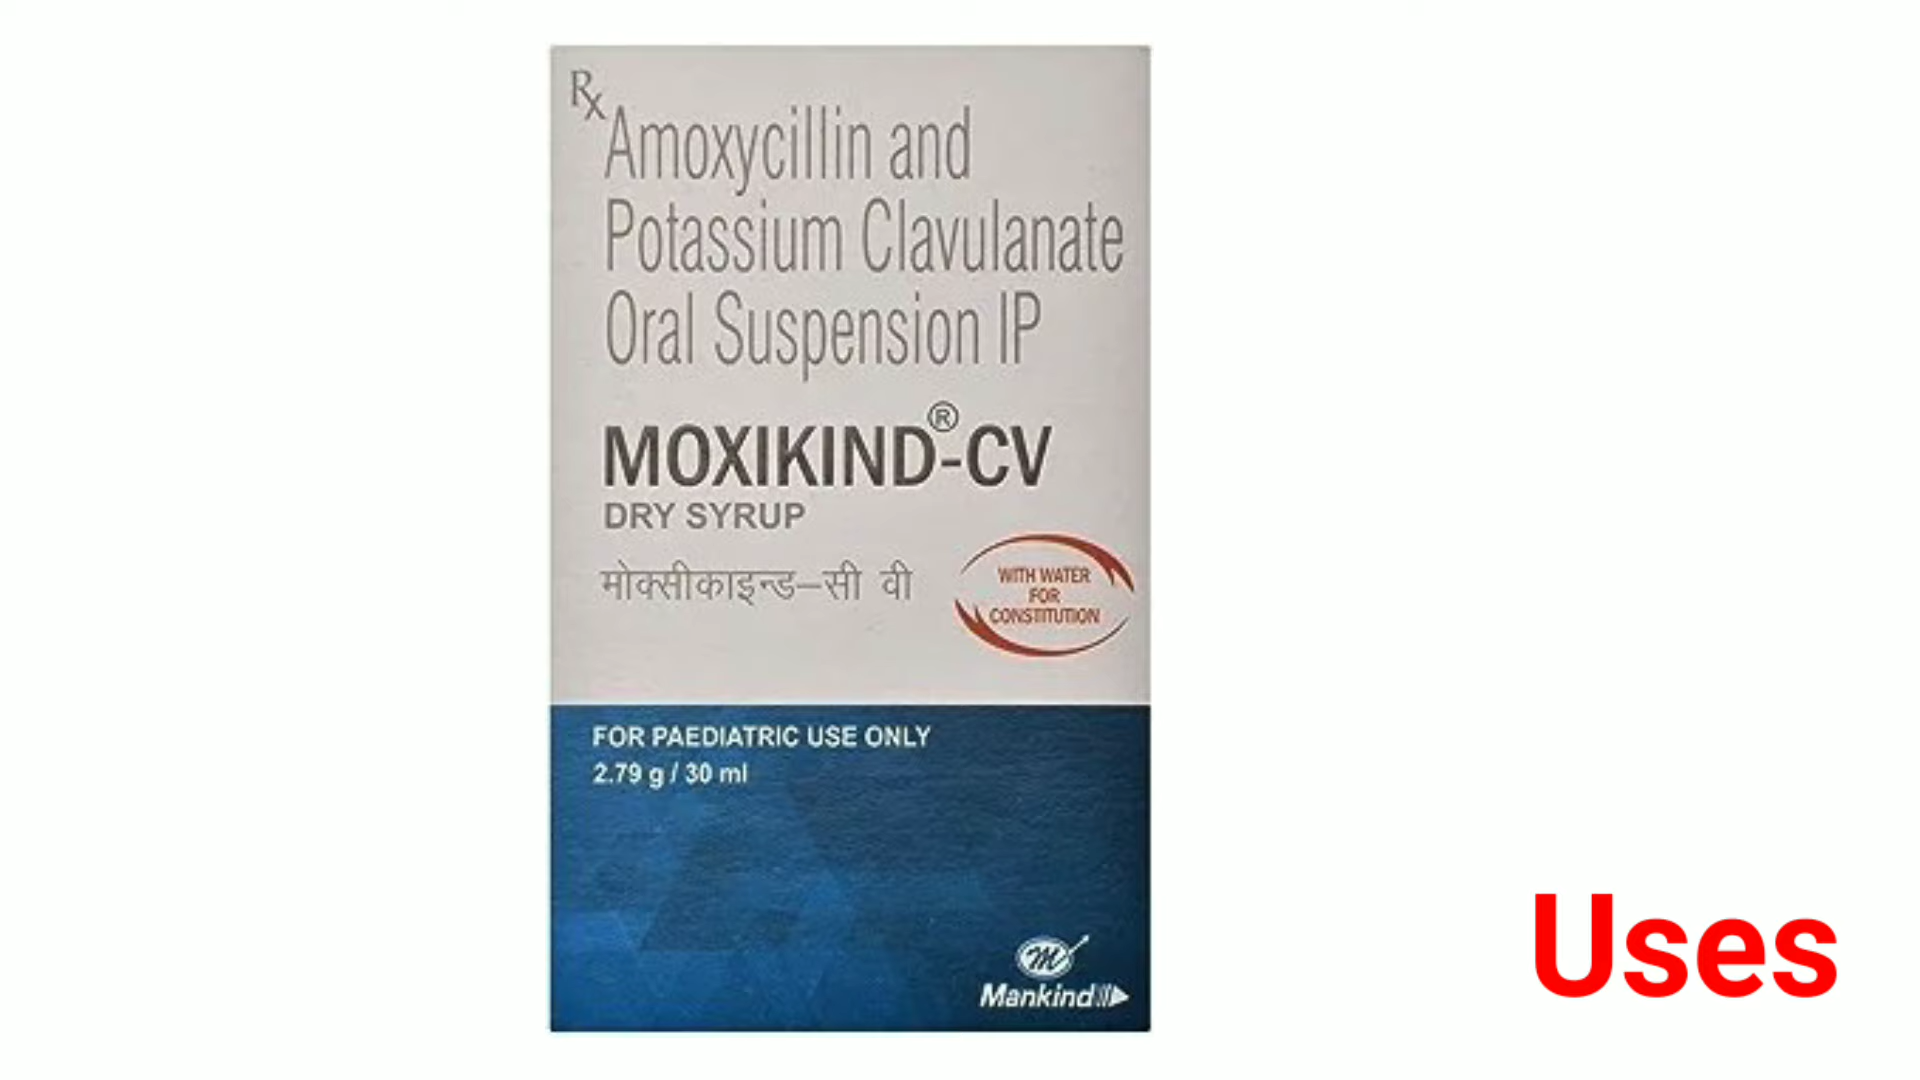 Rx
Amoxycillin and
Potassium Clavulanate
Oral Suspension IP
MOXIKIND®-CV
DRY SYRUP
मोक्सीकाइन्ड–सी वी
WITH WATER
FOR
CONSTITUTION
FOR PAEDIATRIC USE ONLY
2.79 g / 30 ml
M
Mankind
Uses